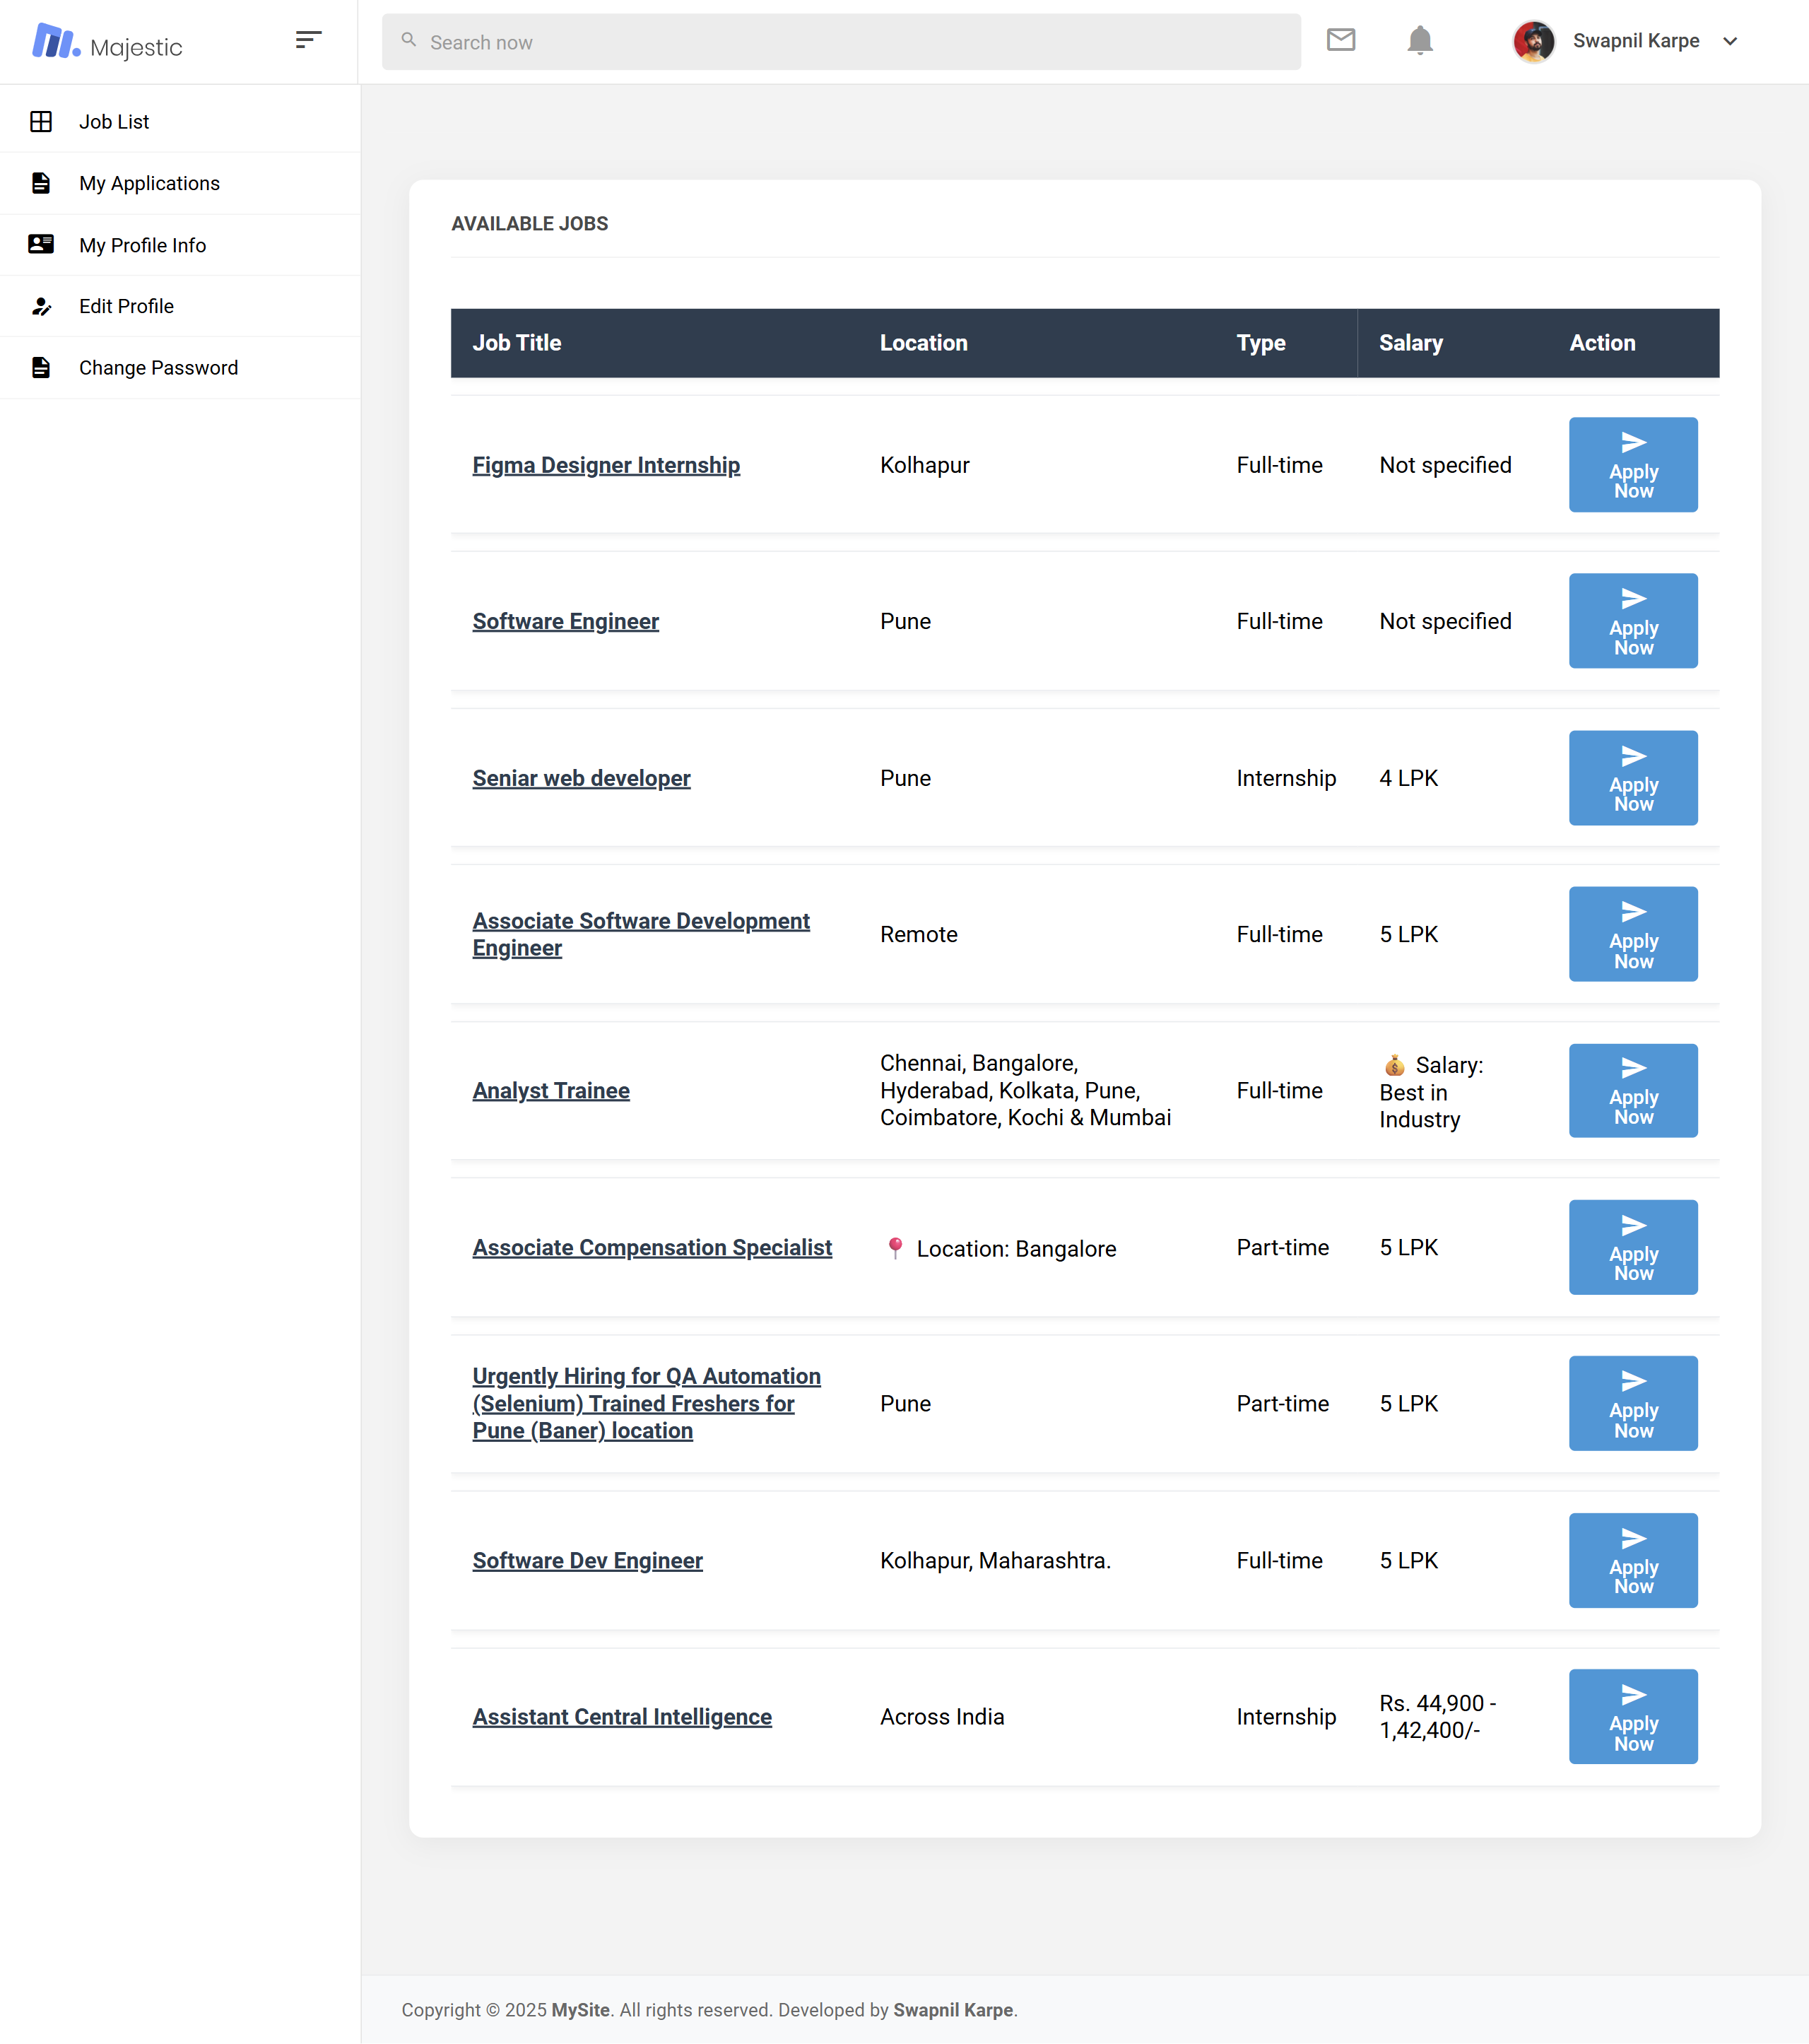 Majestic
Search now
Swapnil Karpe
Job List
My Applications
My Profile Info
Edit Profile
Change Password
AVAILABLE JOBS
Job Title Location Type Salary Action
Figma Designer Internship Kolhapur Full-time Not specified Apply
Now
Software Engineer Pune Full-time Not specified Apply
Now
Seniar web developer Pune Internship 4 LPK Apply
Now
Associate Software Development
Engineer
Remote Full-time 5 LPK Apply
Now
Analyst Trainee
Chennai, Bangalore,
Hyderabad, Kolkata, Pune,
Coimbatore, Kochi & Mumbai
Full-time
💰 Salary:
Best in
Industry
Apply
Now
Associate Compensation Specialist 📍 Location: Bangalore Part-time 5 LPK Apply
Now
Urgently Hiring for QA Automation
(Selenium) Trained Freshers for
Pune (Baner) location
Pune Part-time 5 LPK Apply
Now
Software Dev Engineer Kolhapur, Maharashtra. Full-time 5 LPK Apply
Now
Assistant Central Intelligence Across India Internship
Rs. 44,900 -
1,42,400/-
Apply
Now
Copyright © 2025 MySite. All rights reserved. Developed by Swapnil Karpe.